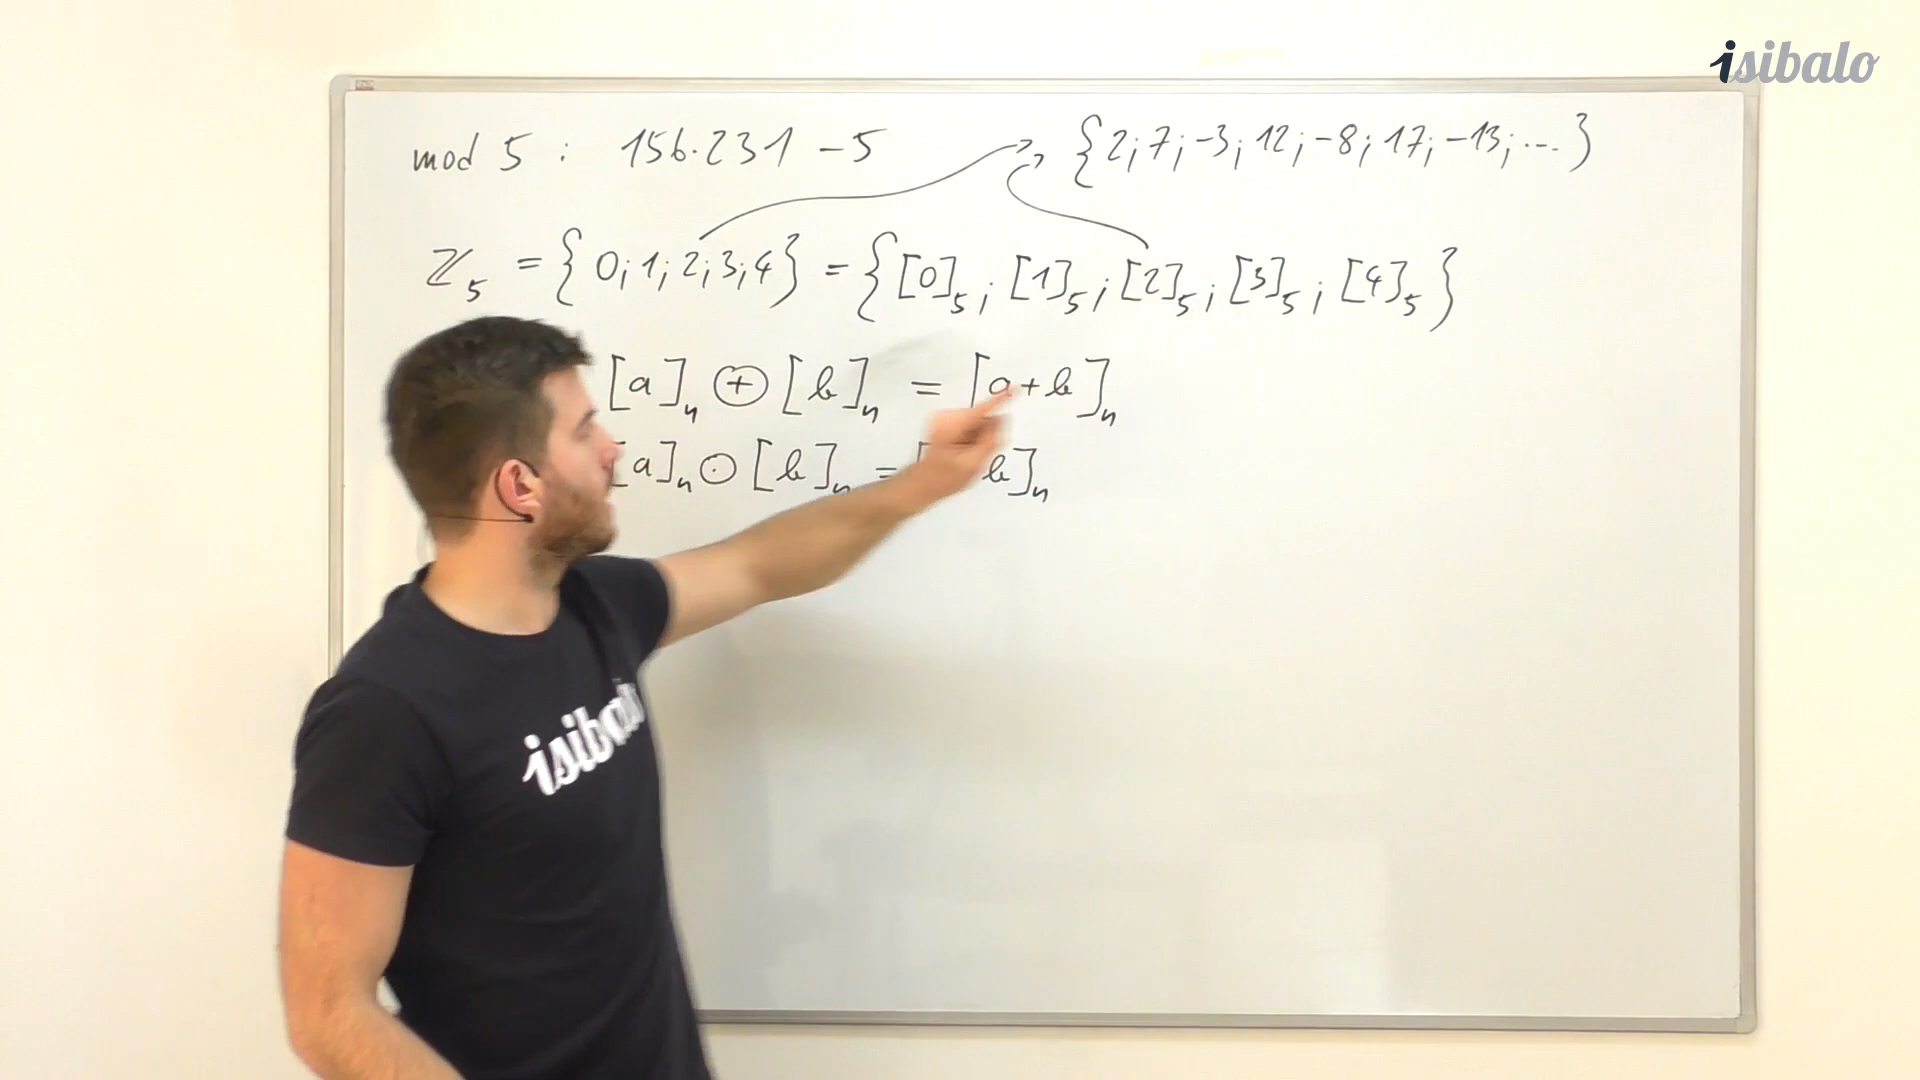 isibalo
mod 5 : 156·231 - 5
{2; 7; -3; 12; -8; 17; -13; ...}
ℤ₅ = {0; 1; 2; 3; 4} = {[0]₅; [1]₅; [2]₅; [3]₅; [4]₅}
[a]ₙ ⊕ [b]ₙ = [a+b]ₙ
[a]ₙ ⊙ [b]ₙ = [ b]ₙ
isibalo